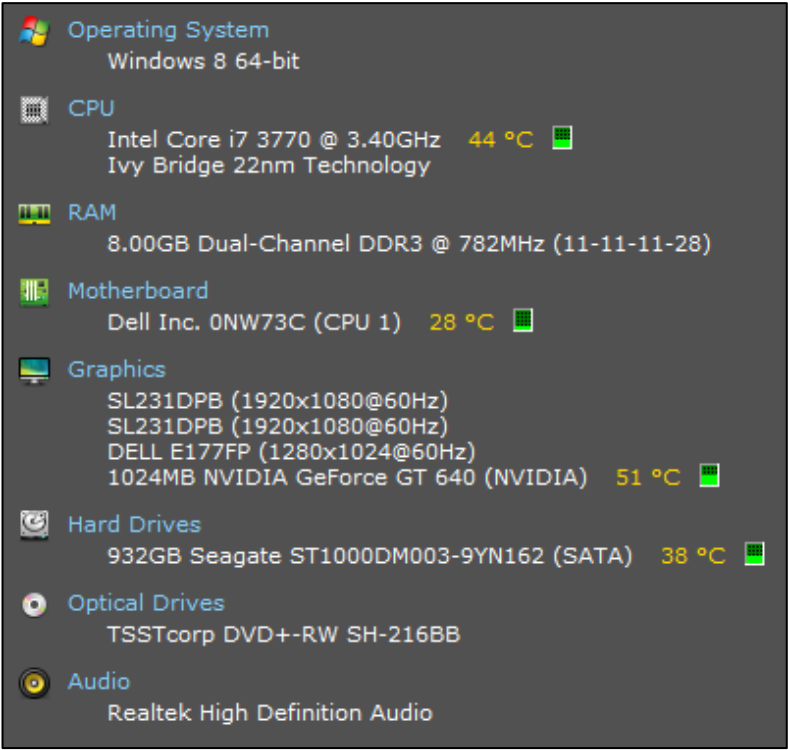 Operating System
Windows 8 64-bit
CPU
Intel Core i7 3770 @ 3.40GHz 44 °C
Ivy Bridge 22nm Technology
RAM
8.00GB Dual-Channel DDR3 @ 782MHz (11-11-11-28)
Motherboard
Dell Inc. 0NW73C (CPU 1) 28 °C
Graphics
SL231DPB (1920x1080@60Hz)
SL231DPB (1920x1080@60Hz)
DELL E177FP (1280x1024@60Hz)
1024MB NVIDIA GeForce GT 640 (NVIDIA) 51 °C
Hard Drives
932GB Seagate ST1000DM003-9YN162 (SATA) 38 °C
Optical Drives
TSSTcorp DVD+-RW SH-216BB
Audio
Realtek High Definition Audio